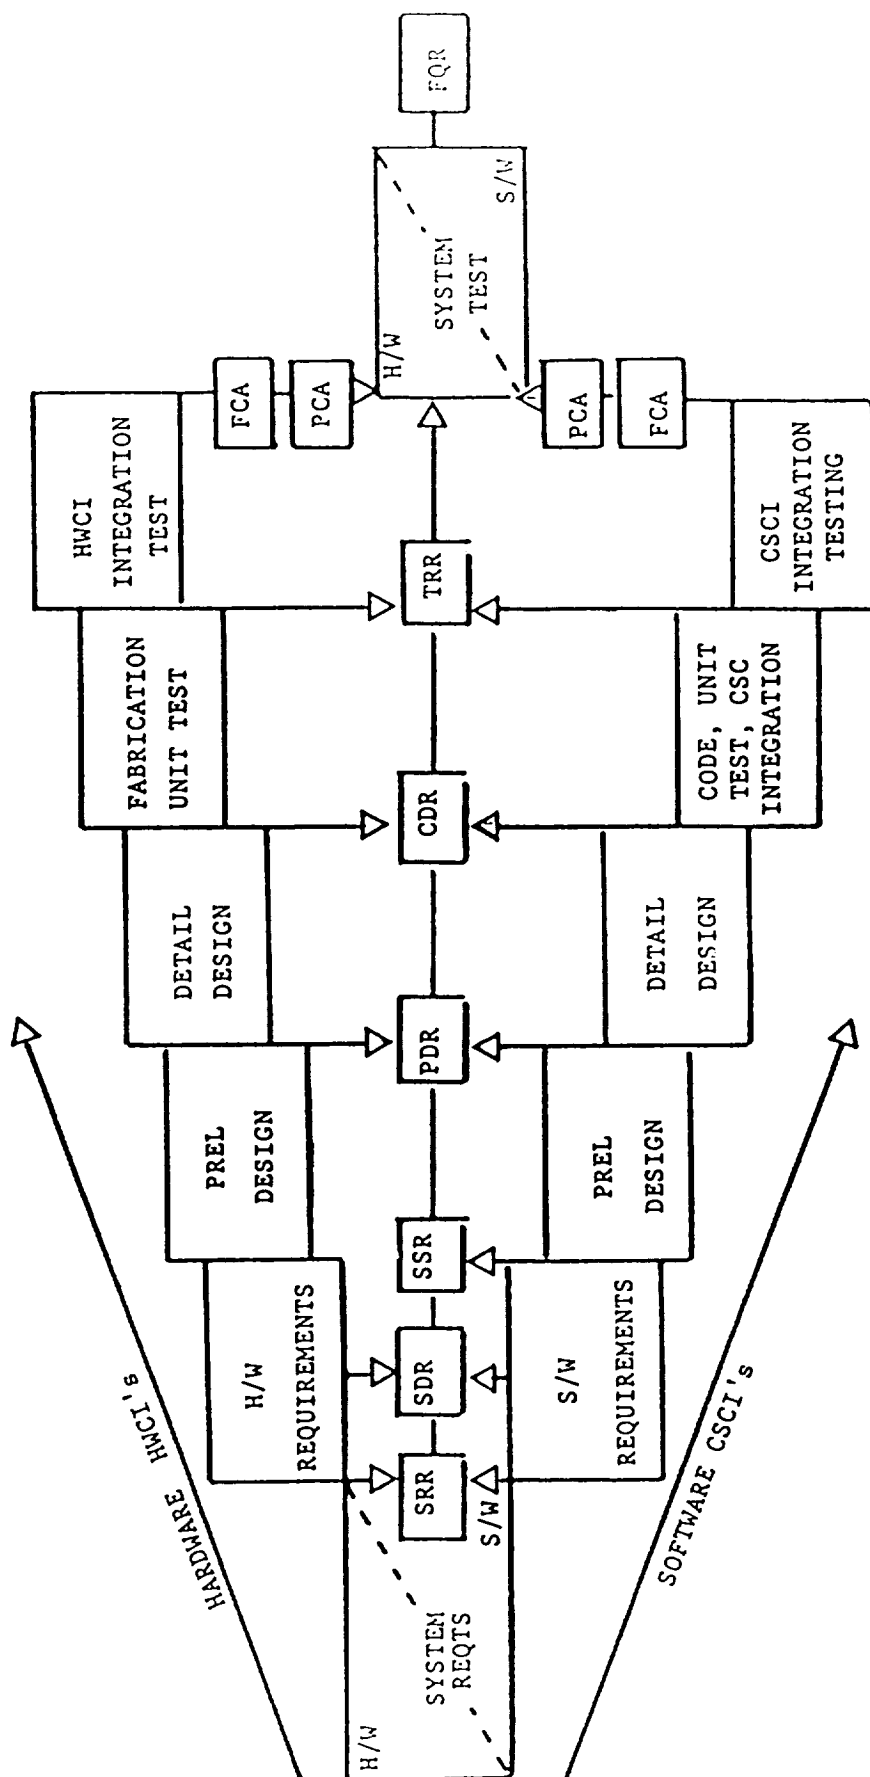 HARDWARE HWCI's
H/W
SYSTEM
REQTS
S/W
H/W
REQUIREMENTS
PREL
DESIGN
DETAIL
DESIGN
FABRICATION
UNIT TEST
HWCI
INTEGRATION
TEST
FCA
PCA
SRR
SDR
SSR
PDR
CDR
TRR
H/W
SYSTEM
TEST
S/W
FQR
S/W
REQUIREMENTS
PREL
DESIGN
DETAIL
DESIGN
CODE, UNIT
TEST, CSC
INTEGRATION
CSCI
INTEGRATION
TESTING
PCA
FCA
SOFTWARE CSCI's